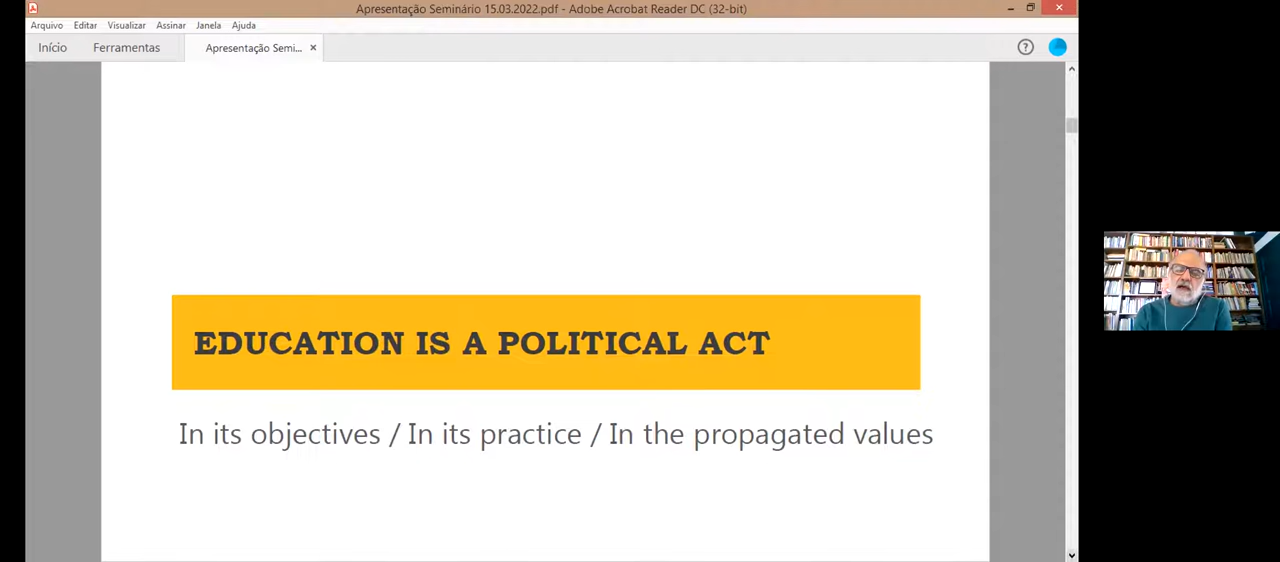 Apresentação Seminário 15.03.2022.pdf - Adobe Acrobat Reader DC (32-bit)
Arquivo Editar Visualizar Assinar Janela Ajuda
Início Ferramentas Apresentação Semi... ×
EDUCATION IS A POLITICAL ACT
In its objectives / In its practice / In the propagated values